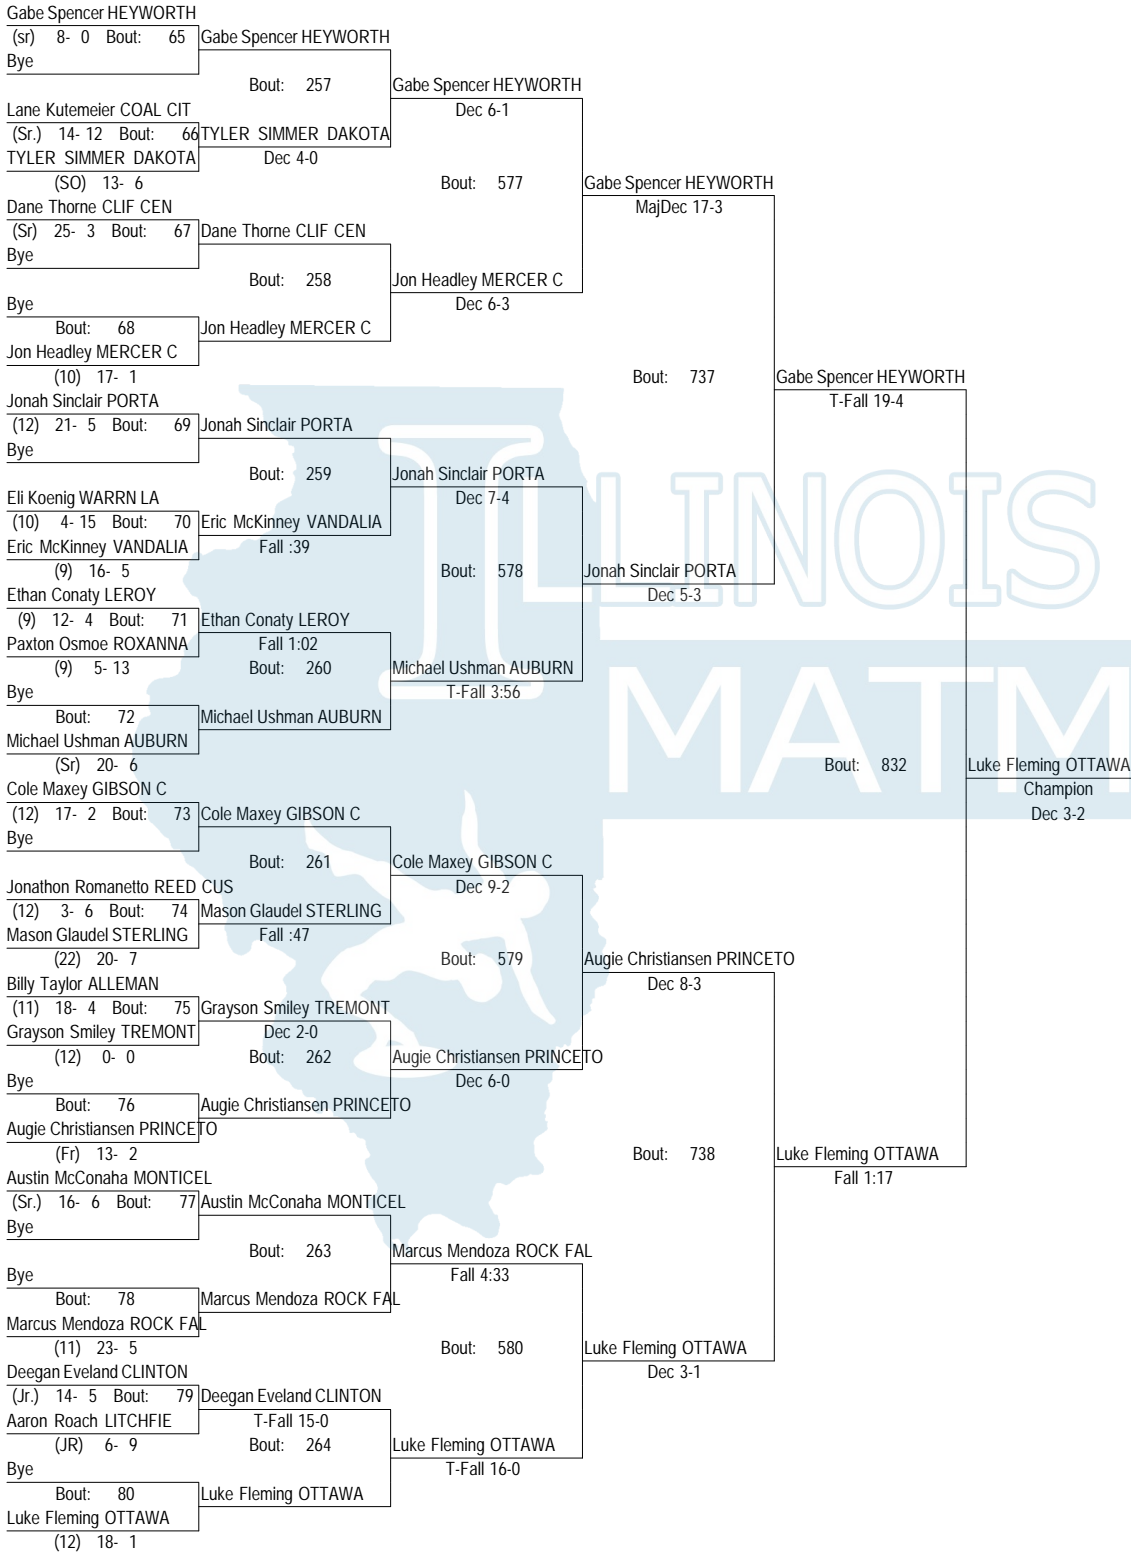 Gabe Spencer HEYWORTH
(sr) 8- 0 Bout: 65 Gabe Spencer HEYWORTH
Bye
Bout: 257 Gabe Spencer HEYWORTH
Lane Kutemeier COAL CIT Dec 6-1
(Sr.) 14- 12 Bout: 66 TYLER SIMMER DAKOTA
TYLER SIMMER DAKOTA Dec 4-0
(SO) 13- 6 Bout: 577 Gabe Spencer HEYWORTH
Dane Thorne CLIF CEN MajDec 17-3
(Sr) 25- 3 Bout: 67 Dane Thorne CLIF CEN
Bye
Bout: 258 Jon Headley MERCER C
Bye Dec 6-3
Bout: 68 Jon Headley MERCER C
Jon Headley MERCER C
(10) 17- 1 Bout: 737 Gabe Spencer HEYWORTH
Jonah Sinclair PORTA T-Fall 19-4
(12) 21- 5 Bout: 69 Jonah Sinclair PORTA
Bye
Bout: 259 Jonah Sinclair PORTA
Eli Koenig WARRN LA Dec 7-4
(10) 4- 15 Bout: 70 Eric McKinney VANDALIA
Eric McKinney VANDALIA Fall :39
(9) 16- 5 Bout: 578 Jonah Sinclair PORTA
Ethan Conaty LEROY Dec 5-3
(9) 12- 4 Bout: 71 Ethan Conaty LEROY
Paxton Osmoe ROXANNA Fall 1:02
(9) 5- 13 Bout: 260 Michael Ushman AUBURN
Bye T-Fall 3:56
Bout: 72 Michael Ushman AUBURN
Michael Ushman AUBURN
(Sr) 20- 6 Bout: 832 Luke Fleming OTTAWA
Cole Maxey GIBSON C Champion
(12) 17- 2 Bout: 73 Cole Maxey GIBSON C Dec 3-2
Bye
Bout: 261 Cole Maxey GIBSON C
Jonathon Romanetto REED CUS Dec 9-2
(12) 3- 6 Bout: 74 Mason Glaudel STERLING
Mason Glaudel STERLING Fall :47
(22) 20- 7 Bout: 579 Augie Christiansen PRINCETO
Billy Taylor ALLEMAN Dec 8-3
(11) 18- 4 Bout: 75 Grayson Smiley TREMONT
Grayson Smiley TREMONT Dec 2-0
(12) 0- 0 Bout: 262 Augie Christiansen PRINCETO
Bye Dec 6-0
Bout: 76 Augie Christiansen PRINCETO
Augie Christiansen PRINCETO
(Fr) 13- 2 Bout: 738 Luke Fleming OTTAWA
Austin McConaha MONTICEL Fall 1:17
(Sr.) 16- 6 Bout: 77 Austin McConaha MONTICEL
Bye
Bout: 263 Marcus Mendoza ROCK FAL
Bye Fall 4:33
Bout: 78 Marcus Mendoza ROCK FAL
Marcus Mendoza ROCK FAL
(11) 23- 5 Bout: 580 Luke Fleming OTTAWA
Deegan Eveland CLINTON Dec 3-1
(Jr.) 14- 5 Bout: 79 Deegan Eveland CLINTON
Aaron Roach LITCHFIE T-Fall 15-0
(JR) 6- 9 Bout: 264 Luke Fleming OTTAWA
Bye T-Fall 16-0
Bout: 80 Luke Fleming OTTAWA
Luke Fleming OTTAWA
(12) 18- 1
ILLINOIS
MATM